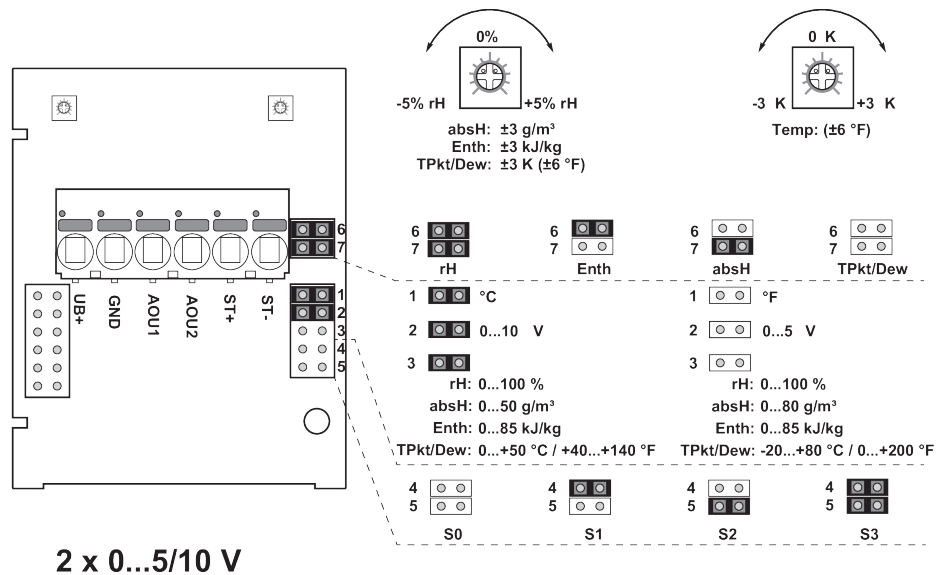 0%
0 K
-5% rH +5% rH
-3 K +3 K
absH: ±3 g/m³
Enth: ±3 kJ/kg
TPkt/Dew: ±3 K (±6 °F)
Temp: (±6 °F)
6
7
UB+
GND
AOU1
AOU2
ST+
ST-
1
2
3
4
5
6
7
rH
6
7
Enth
6
7
absH
6
7
TPkt/Dew
1 °C
2 0...10 V
3
rH: 0...100 %
absH: 0...50 g/m³
Enth: 0...85 kJ/kg
TPkt/Dew: 0...+50 °C / +40...+140 °F
1 °F
2 0...5 V
3
rH: 0...100 %
absH: 0...80 g/m³
Enth: 0...85 kJ/kg
TPkt/Dew: -20...+80 °C / 0...+200 °F
4
5
S0
4
5
S1
4
5
S2
4
5
S3
2 x 0...5/10 V